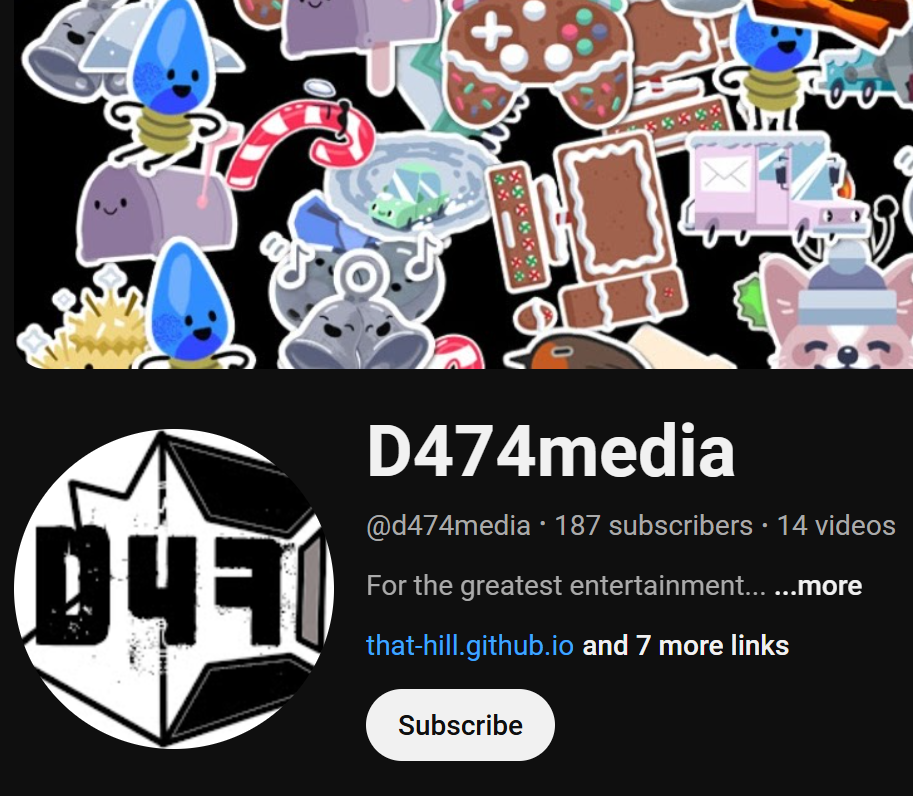 D474media
@d474media · 187 subscribers · 14 videos
For the greatest entertainment... ...more
that-hill.github.io and 7 more links
Subscribe